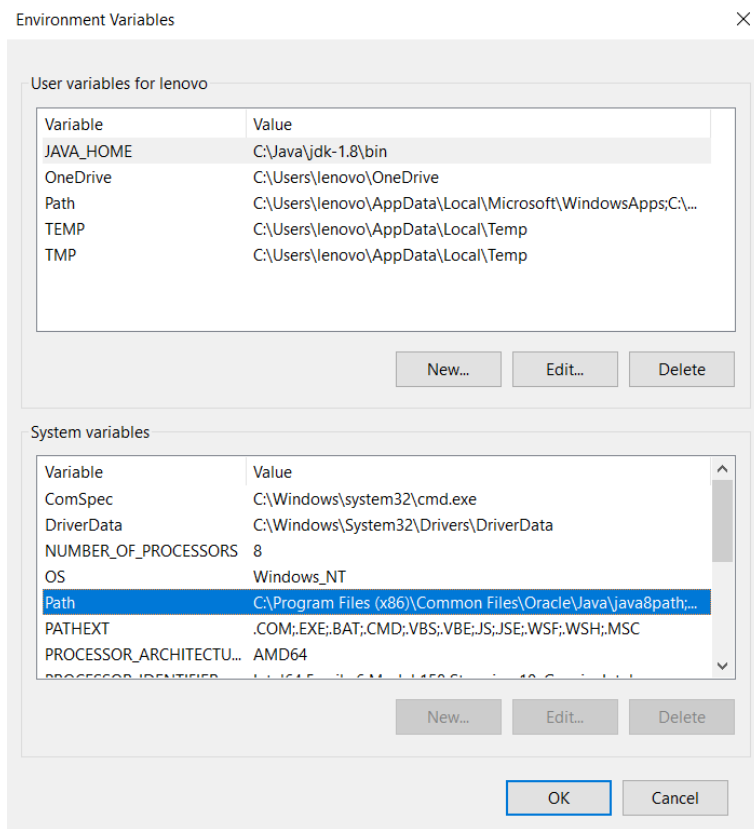 Environment Variables
User variables for lenovo
Variable Value
JAVA_HOME C:\Java\jdk-1.8\bin
OneDrive C:\Users\lenovo\OneDrive
Path C:\Users\lenovo\AppData\Local\Microsoft\WindowsApps;C:\...
TEMP C:\Users\lenovo\AppData\Local\Temp
TMP C:\Users\lenovo\AppData\Local\Temp
New... Edit... Delete
System variables
Variable Value
ComSpec C:\Windows\system32\cmd.exe
DriverData C:\Windows\System32\Drivers\DriverData
NUMBER_OF_PROCESSORS 8
OS Windows_NT
Path C:\Program Files (x86)\Common Files\Oracle\Java\java8path;...
PATHEXT .COM;.EXE;.BAT;.CMD;.VBS;.VBE;.JS;.JSE;.WSF;.WSH;.MSC
PROCESSOR_ARCHITECTU... AMD64
New... Edit... Delete
OK Cancel